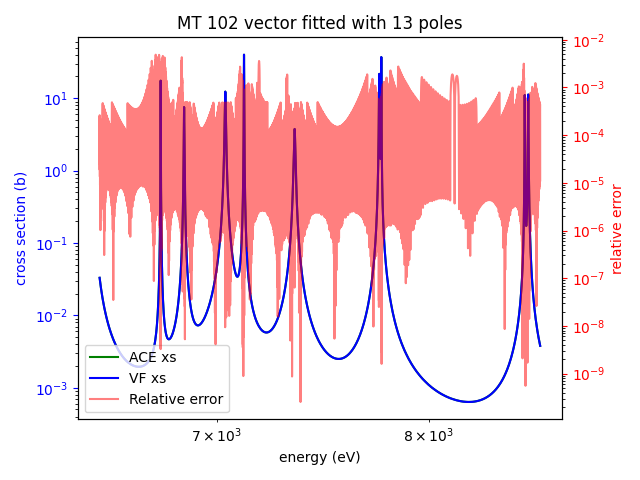 MT 102 vector fitted with 13 poles
cross section (b)
10¹
10⁰
10⁻¹
10⁻²
10⁻³
10⁻²
10⁻³
10⁻⁴
10⁻⁵
10⁻⁶
10⁻⁷
10⁻⁸
10⁻⁹
relative error
ACE xs
VF xs
Relative error
7 × 10³
8 × 10³
energy (eV)